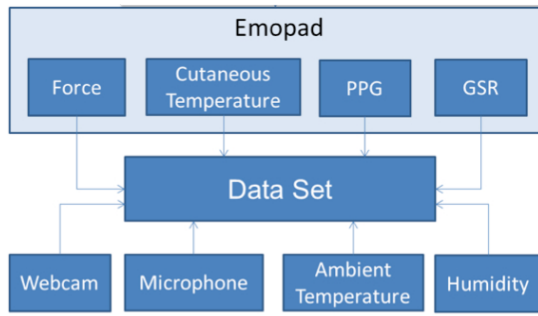 Emopad
Force
Cutaneous
Temperature
PPG
GSR
Data Set
Webcam
Microphone
Ambient
Temperature
Humidity